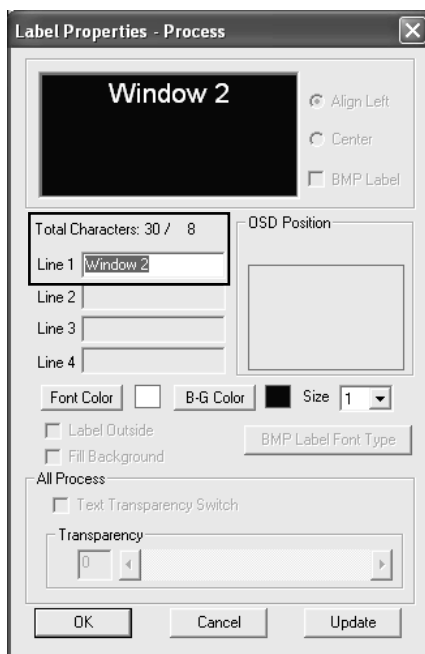 Label Properties - Process
Window 2
Align Left
Center
BMP Label
Total Characters: 30 / 8
OSD Position
Line 1 Window 2
Line 2
Line 3
Line 4
Font Color B-G Color Size 1
Label Outside
BMP Label Font Type
Fill Background
All Process
Text Transparency Switch
Transparency
0
OK Cancel Update